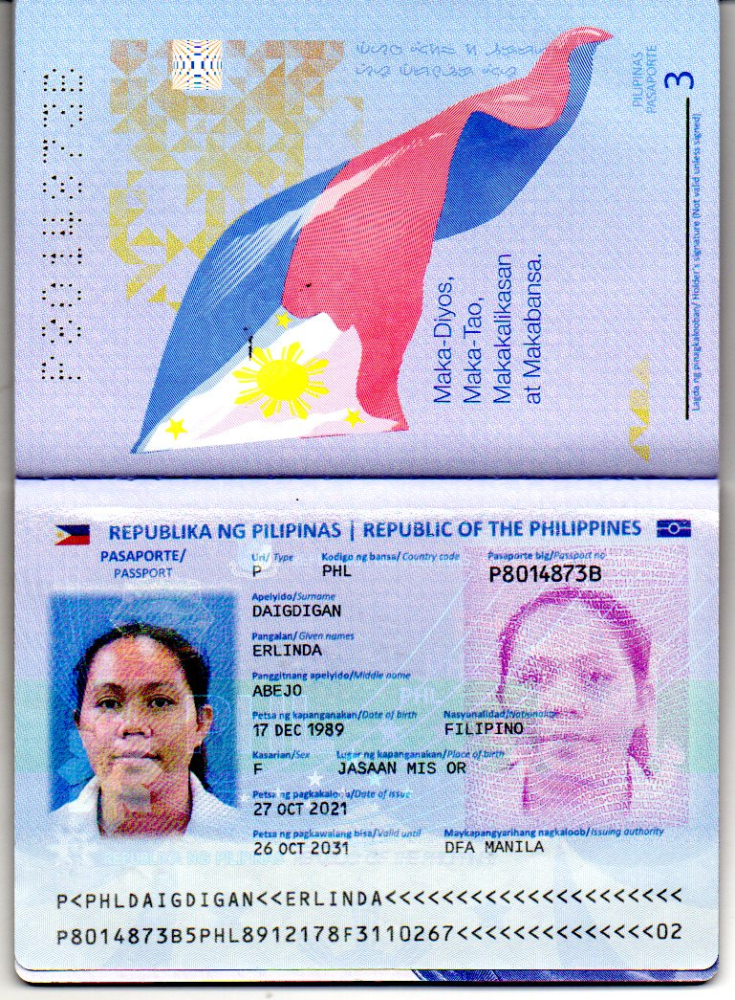 P8014873B
PILIPINAS
PASAPORTE
3
Maka-Diyos,
Maka-Tao,
Makakalikasan
at Makabansa.
Lagda ng pinagkalooban/ Holder's signature (Not valid unless signed)
REPUBLIKA NG PILIPINAS | REPUBLIC OF THE PHILIPPINES
PASAPORTE/
PASSPORT
Uri/ Type Kodigo ng bansa/ Country code Pasaporte blg/Passport no
P PHL P8014873B
Apelyido/Surname
DAIGDIGAN
Pangalan/ Given names
ERLINDA
Panggitnang apelyido/Middle name
ABEJO
Petsa ng kapanganakan/Date of birth Nasyonalidad/Nationality
17 DEC 1989 FILIPINO
Kasarian/Sex Lugar ng kapanganakan/Place of birth
F JASAAN MIS OR
Petsa ng pagkakaloob/Date of issue
27 OCT 2021
Petsa ng pagkawalang bisa/Valid until Maykapangyarihang nagkaloob/Issuing authority
26 OCT 2031 DFA MANILA
P<PHLDAIGDIGAN<<ERLINDA<<<<<<<<<<<<<<<<<<<<<
P8014873B5PHL8912178F3110267<<<<<<<<<<<<<<02